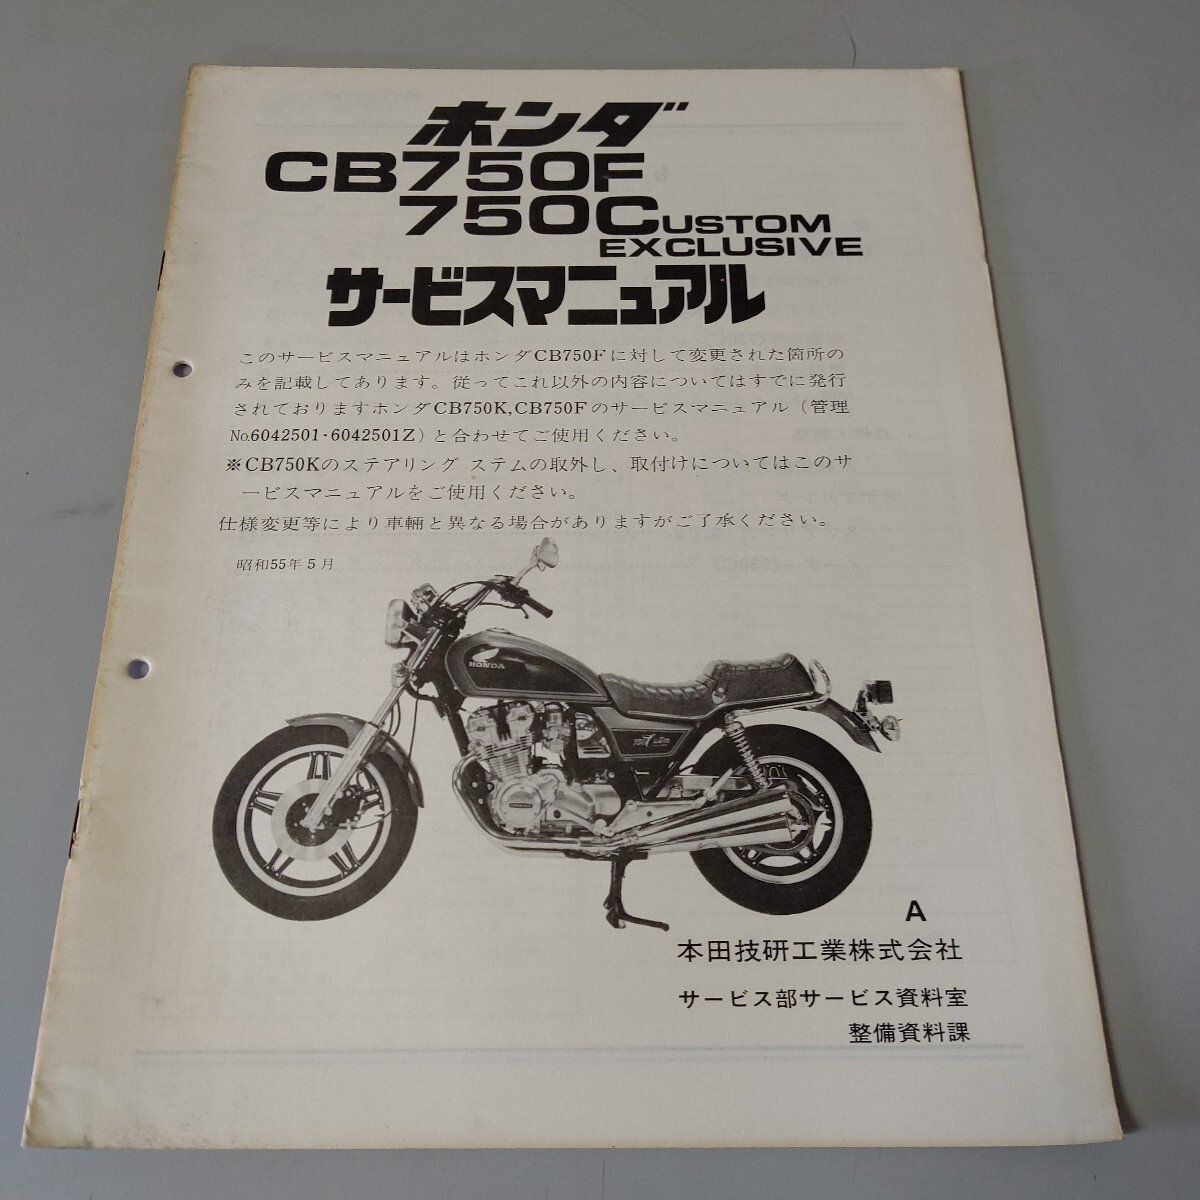 ホンダ
CB750F
750CUSTOM
EXCLUSIVE
サービスマニュアル
このサービスマニュアルはホンダCB750Fに対して変更された箇所の
みを記載してあります。従ってこれ以外の内容についてはすでに発行
されておりますホンダCB750K,CB750Fのサービスマニュアル（管理
No.6042501・6042501Z）と合わせてご使用ください。
※CB750Kのステアリング ステムの取外し、取付けについてはこのサ
ービスマニュアルをご使用ください。
仕様変更等により車輛と異なる場合がありますがご了承ください。
昭和55年5月
HONDA
A
本田技研工業株式会社
サービス部サービス資料室
整備資料課